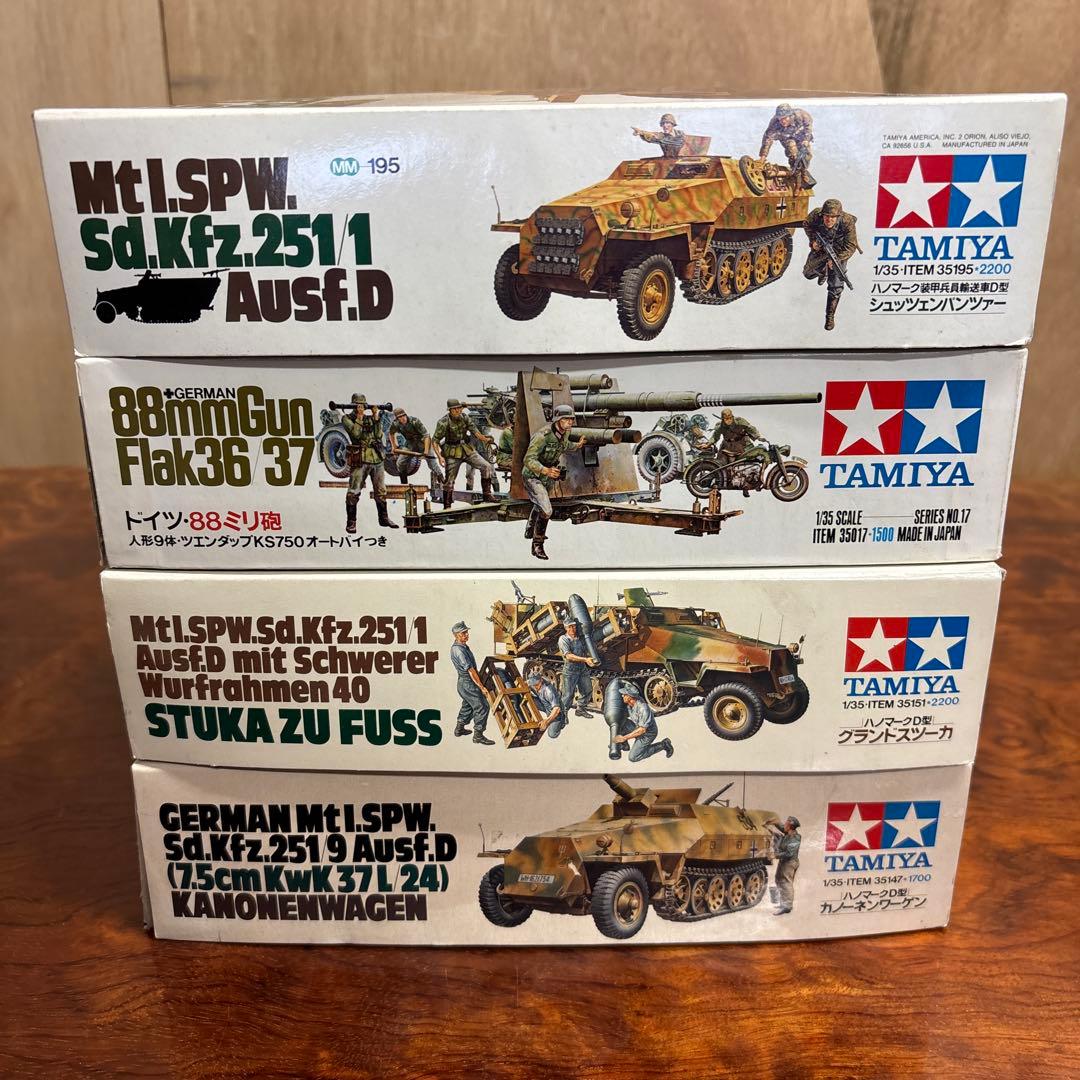 Mtl.SPW.
Sd.Kfz.251/1
Ausf.D
MM 195
TAMIYA AMERICA, INC. 2 ORION, ALISO VIEJO,
CA 92656 U.S.A. MANUFACTURED IN JAPAN
TAMIYA
1/35・ITEM 35195★2200
ハノマーク装甲兵員輸送車D型
シュッツェンパンツァー
GERMAN
88mmGun
Flak36/37
ドイツ・88ミリ砲
人形9体・ツエンダップKS750オートバイつき
TAMIYA
1/35 SCALE SERIES NO.17
ITEM 35017★1500 MADE IN JAPAN
Mtl.SPW.Sd.Kfz.251/1
Ausf.D mit Schwerer
Wurfrahmen 40
STUKA ZU FUSS
TAMIYA
1/35・ITEM 35151★2200
ハノマークD型
グランドスツーカ
GERMAN Mtl.SPW.
Sd.Kfz.251/9 Ausf.D
(7.5cm KwK 37 L/24)
KANONENWAGEN
TAMIYA
1/35・ITEM 35147★1700
ハノマークD型
カノーネンワーゲン